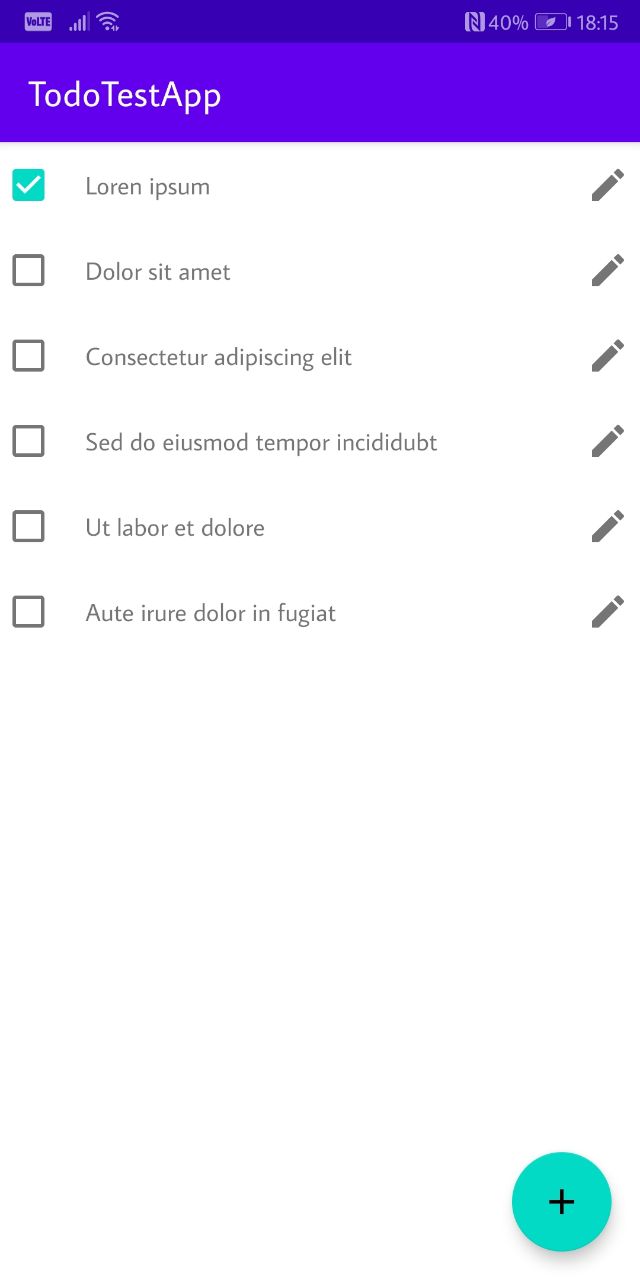 VoLTE 40% 18:15
TodoTestApp
Loren ipsum
Dolor sit amet
Consectetur adipiscing elit
Sed do eiusmod tempor incididubt
Ut labor et dolore
Aute irure dolor in fugiat